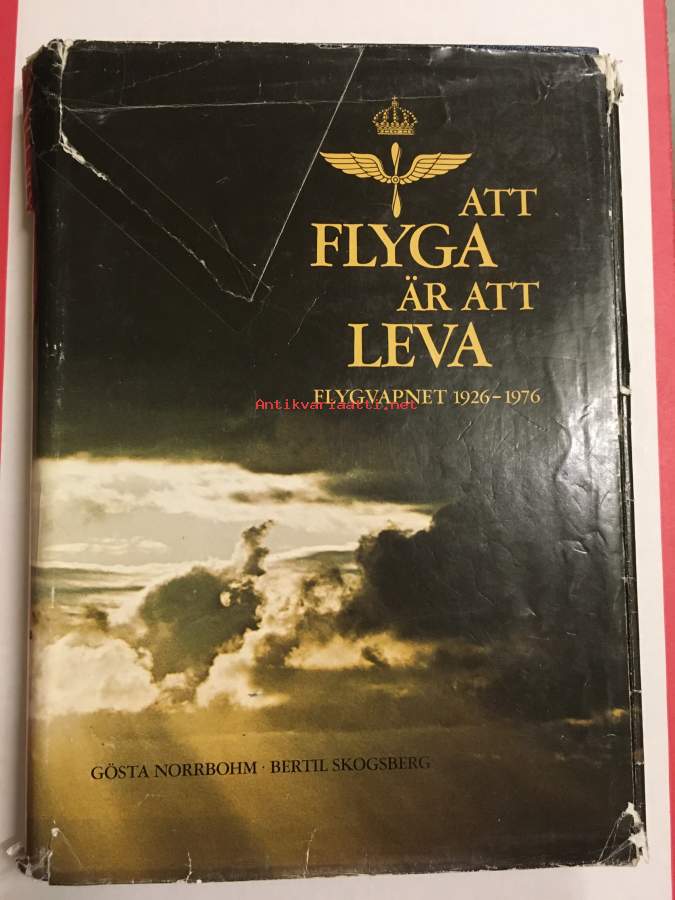 ATT
FLYGA
ÄR ATT
LEVA
FLYGVAPNET 1926–1976
Antikvariaatti.net
GÖSTA NORRBOHM · BERTIL SKOGSBERG